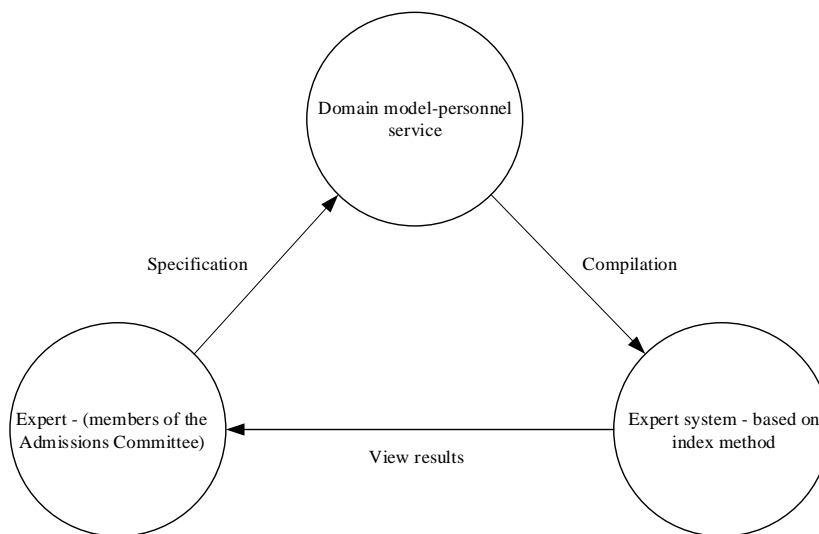 Domain model-personnel
service
Specification
Compilation
Expert - (members of the
Admissions Committee)
Expert system - based on
index method
View results